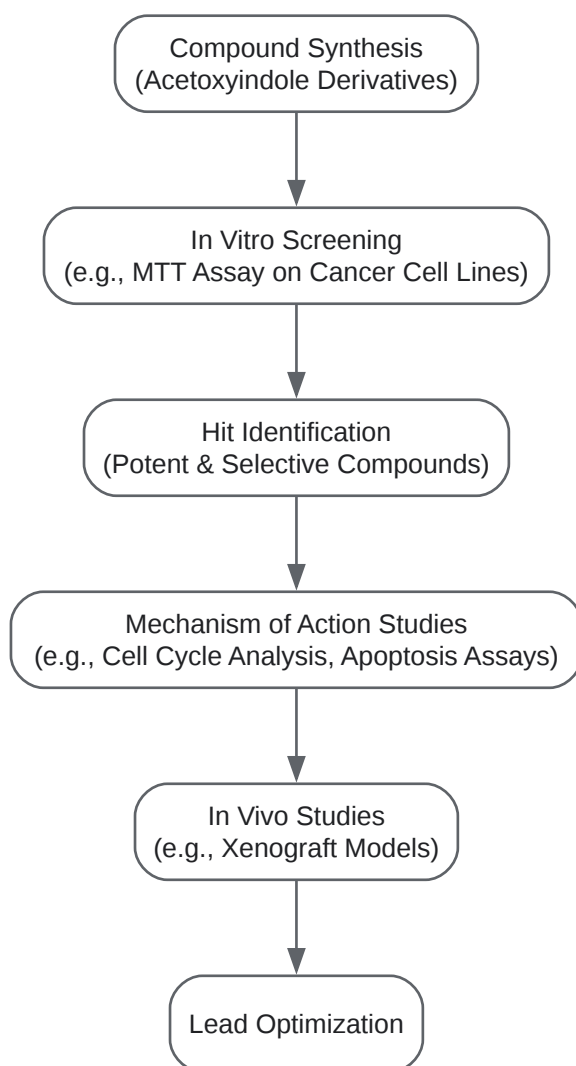 Compound Synthesis
(Acetoxyindole Derivatives)
In Vitro Screening
(e.g., MTT Assay on Cancer Cell Lines)
Hit Identification
(Potent & Selective Compounds)
Mechanism of Action Studies
(e.g., Cell Cycle Analysis, Apoptosis Assays)
In Vivo Studies
(e.g., Xenograft Models)
Lead Optimization